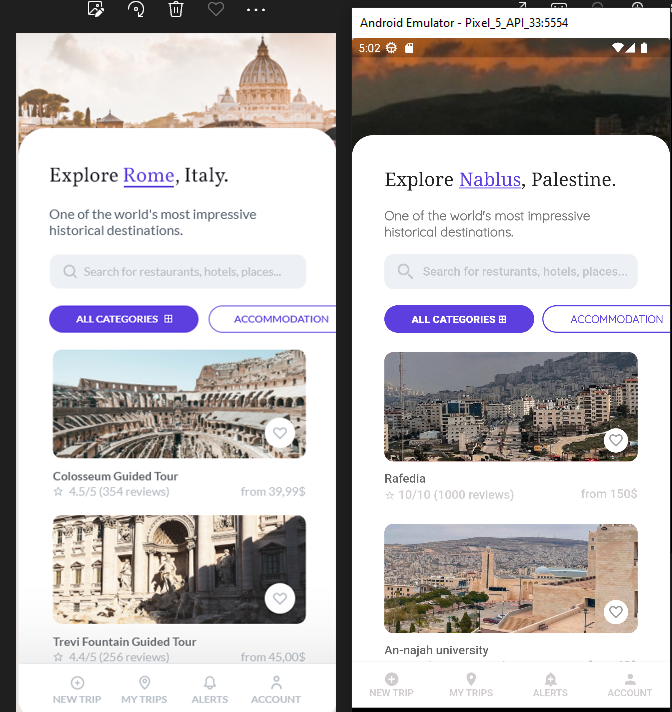 Explore Rome, Italy.
One of the world's most impressive
historical destinations.
Search for restaurants, hotels, places...
ALL CATEGORIES
ACCOMMODATION
Colosseum Guided Tour
4.5/5 (354 reviews)
from 39,99$
Trevi Fountain Guided Tour
4.4/5 (256 reviews)
from 45,00$
NEW TRIP
MY TRIPS
ALERTS
ACCOUNT
Android Emulator - Pixel_5_API_33:5554
5:02
Explore Nablus, Palestine.
One of the world's most impressive
historical destinations.
Search for resturants, hotels, places...
ALL CATEGORIES
ACCOMMODATION
Rafedia
10/10 (1000 reviews)
from 150$
An-najah university
NEW TRIP
MY TRIPS
ALERTS
ACCOUNT